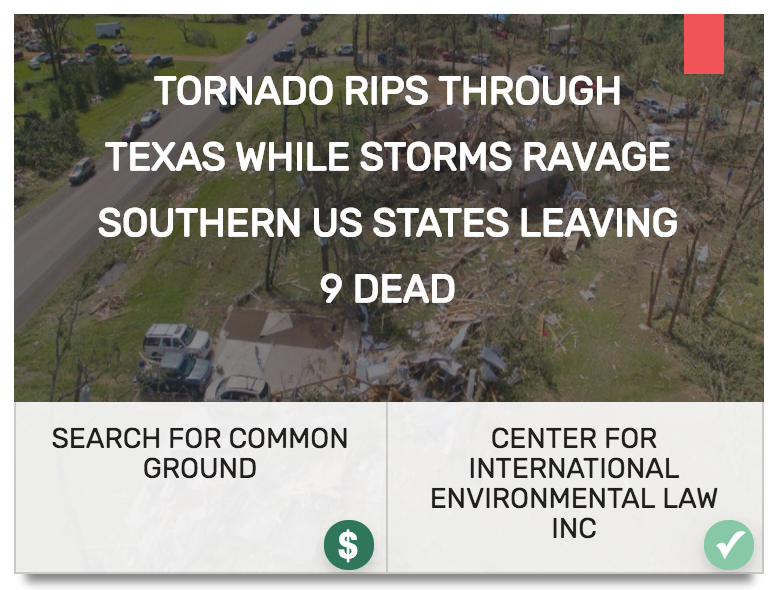 TORNADO RIPS THROUGH
TEXAS WHILE STORMS RAVAGE
SOUTHERN US STATES LEAVING
9 DEAD
SEARCH FOR COMMON
GROUND
$
CENTER FOR
INTERNATIONAL
ENVIRONMENTAL LAW
INC